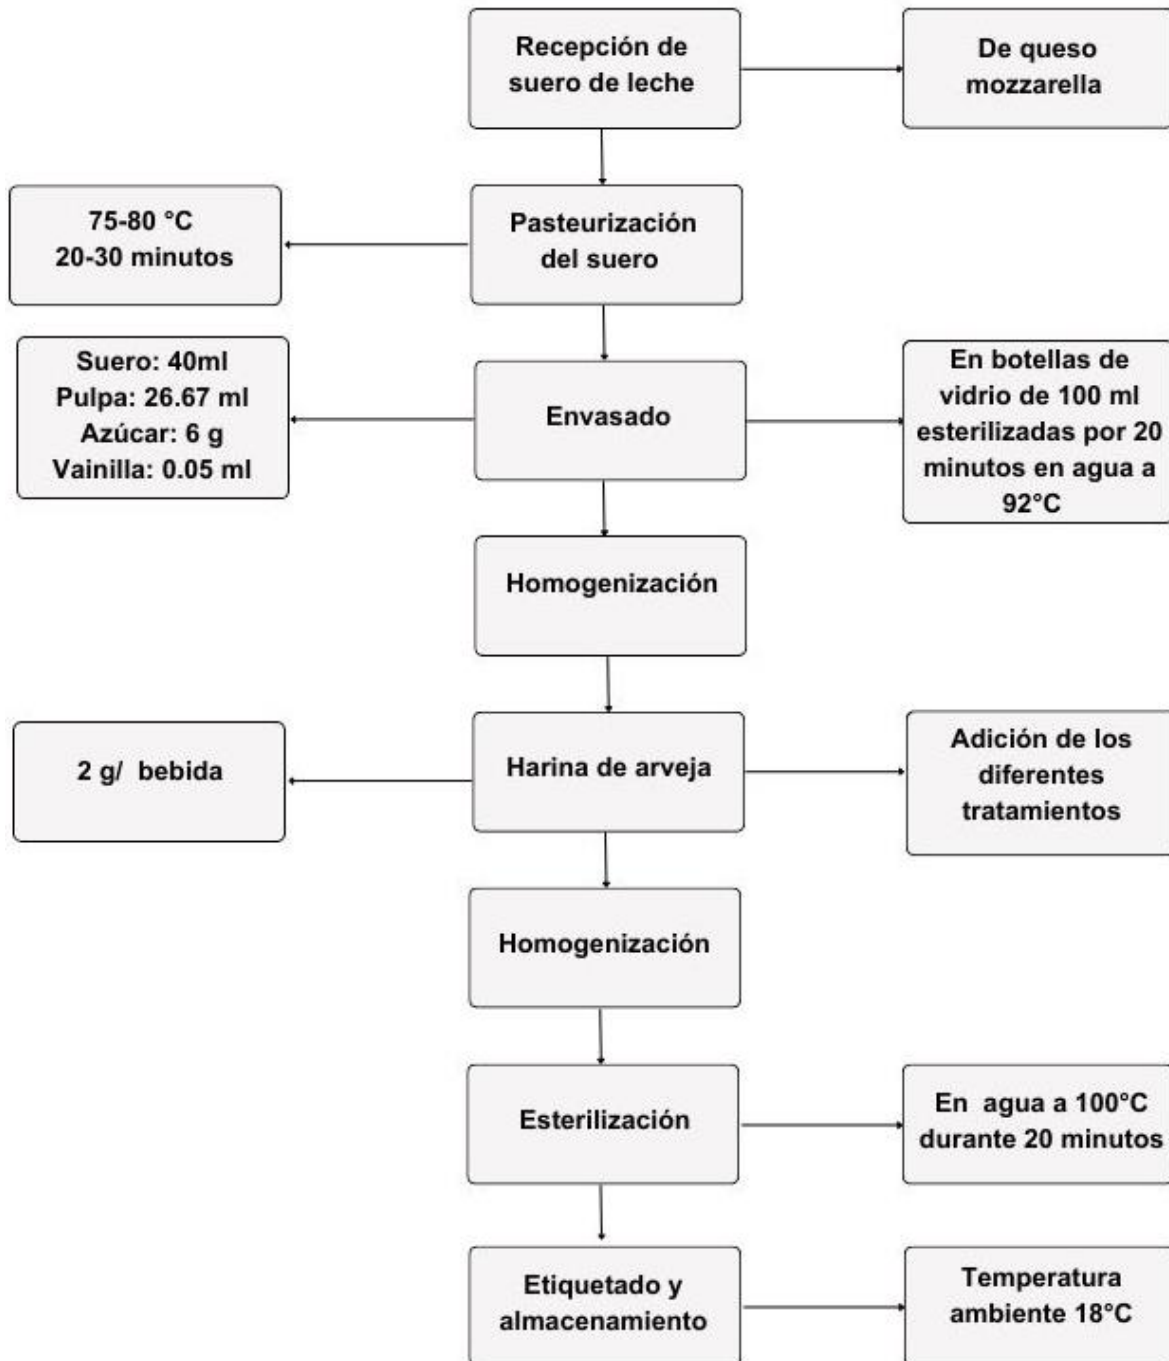 Recepción de
suero de leche
De queso
mozzarella
75-80 °C
20-30 minutos
Pasteurización
del suero
Suero: 40ml
Pulpa: 26.67 ml
Azúcar: 6 g
Vainilla: 0.05 ml
Envasado
En botellas de
vidrio de 100 ml
esterilizadas por 20
minutos en agua a
92°C
Homogenización
2 g/ bebida
Harina de arveja
Adición de los
diferentes
tratamientos
Homogenización
Esterilización
En agua a 100°C
durante 20 minutos
Etiquetado y
almacenamiento
Temperatura
ambiente 18°C